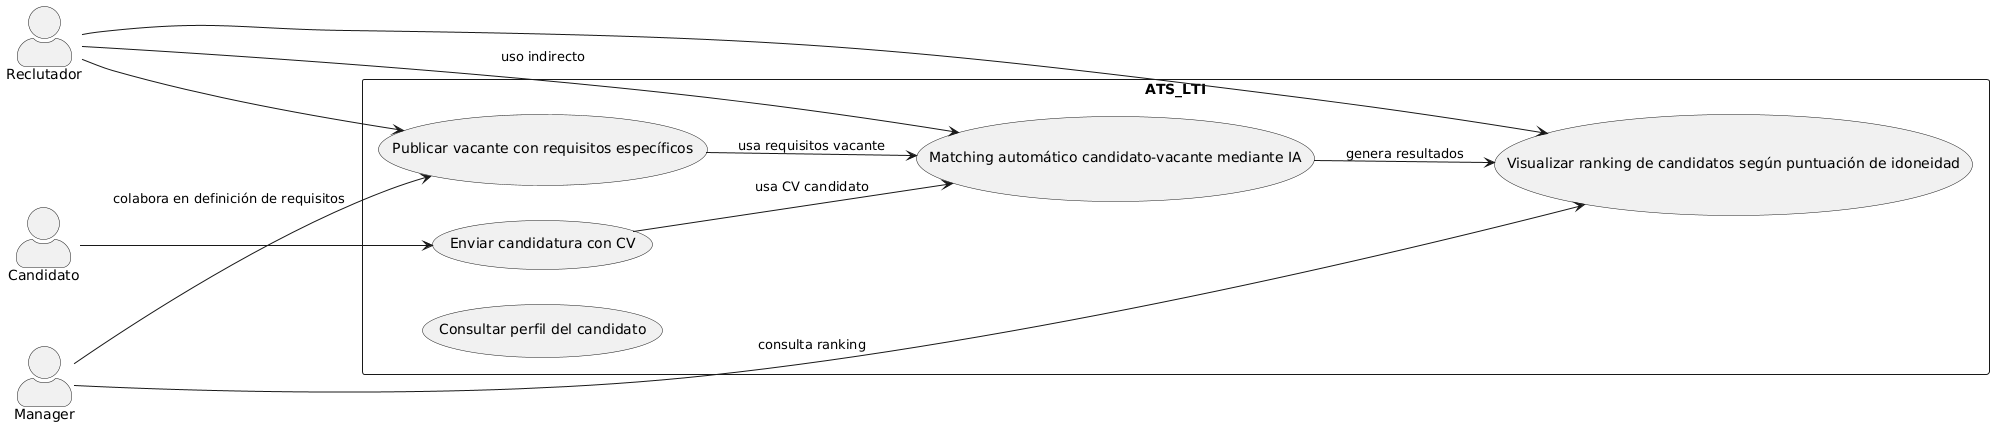 Reclutador
uso indirecto
ATS_LTI
Publicar vacante con requisitos específicos
usa requisitos vacante
Matching automático candidato-vacante mediante IA
genera resultados
Visualizar ranking de candidatos según puntuación de idoneidad
usa CV candidato
colabora en definición de requisitos
Enviar candidatura con CV
Candidato
Consultar perfil del candidato
consulta ranking
Manager